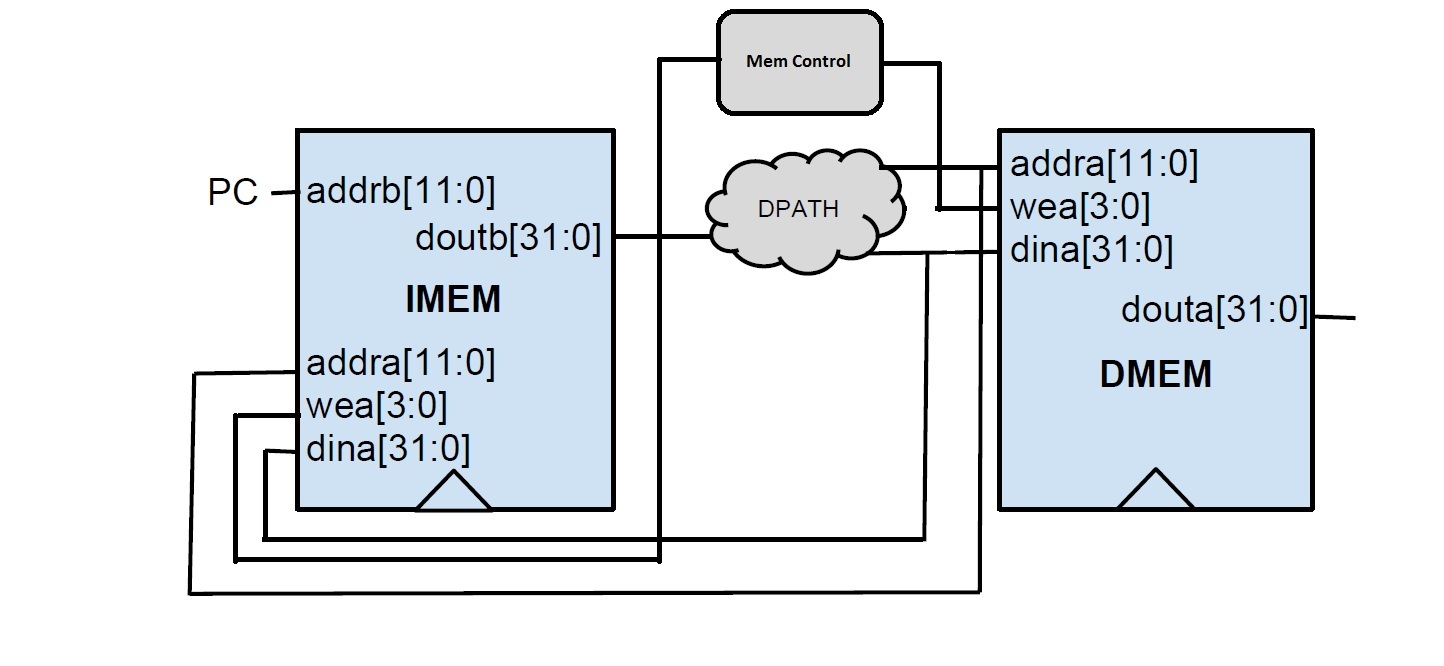 Mem Control
PC
addrb[11:0]
doutb[31:0]
IMEM
addra[11:0]
wea[3:0]
dina[31:0]
DPATH
addra[11:0]
wea[3:0]
dina[31:0]
douta[31:0]
DMEM